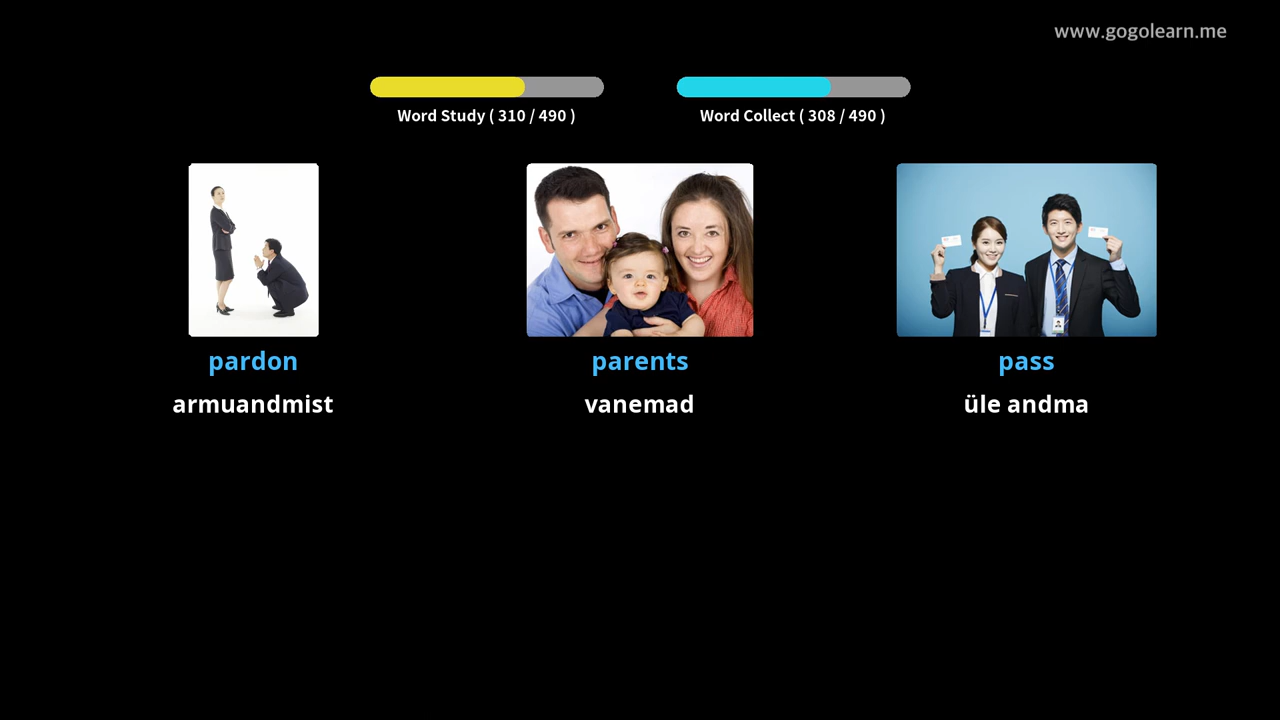 www.gogolearn.me
Word Study ( 310 / 490 )
Word Collect ( 308 / 490 )
pardon
parents
pass
armuandmist
vanemad
üle andma